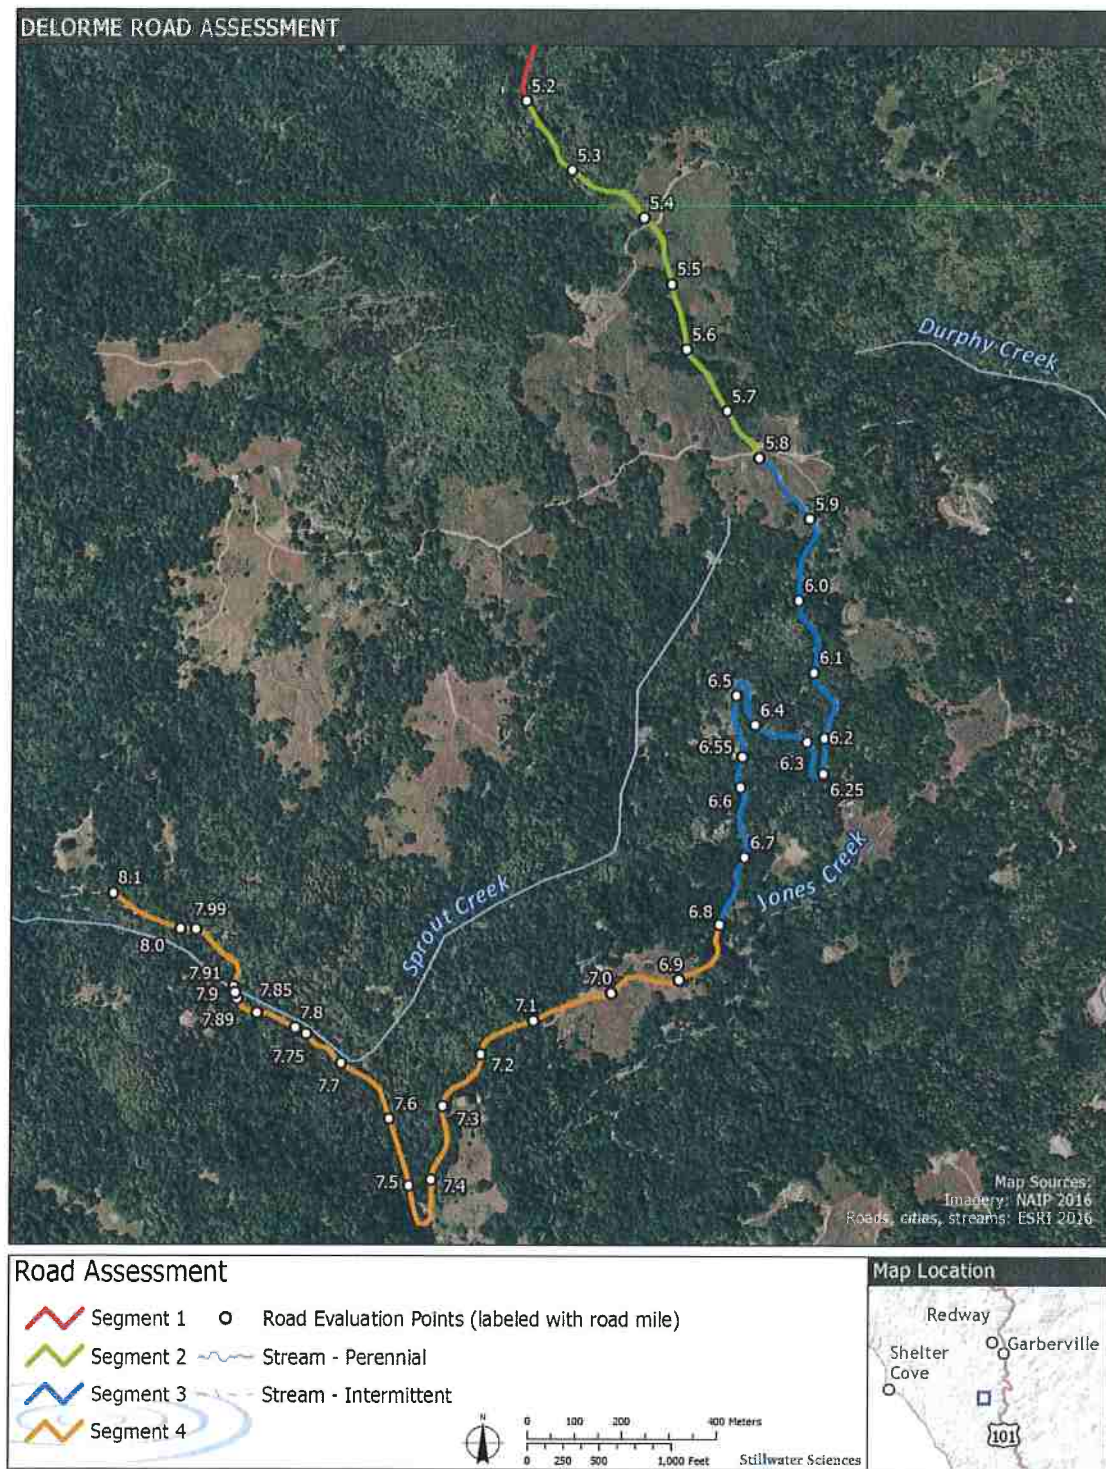 DELORME ROAD ASSESSMENT
5.2
5.3
5.4
5.5
5.6
Durphy Creek
5.7
5.8
5.9
6.0
6.1
6.5
6.4
6.2
6.55
6.3
6.25
6.6
6.7
Jones Creek
Sprout Creek
8.1
6.8
7.99
8.0
7.91
6.9
7.0
7.9
7.85
7.89
7.8
7.1
7.75
7.2
7.7
7.6
7.3
7.5
7.4
Map Sources:
Imagery: NAIP 2016
Roads, cities, streams: ESRI 2016
Road Assessment
Segment 1
Road Evaluation Points (labeled with road mile)
Segment 2
Stream - Perennial
Segment 3
Stream - Intermittent
Segment 4
N
0 100 200 400 Meters
0 250 500 1,000 Feet
Stillwater Sciences
Map Location
Redway
Garberville
Shelter
Cove
101